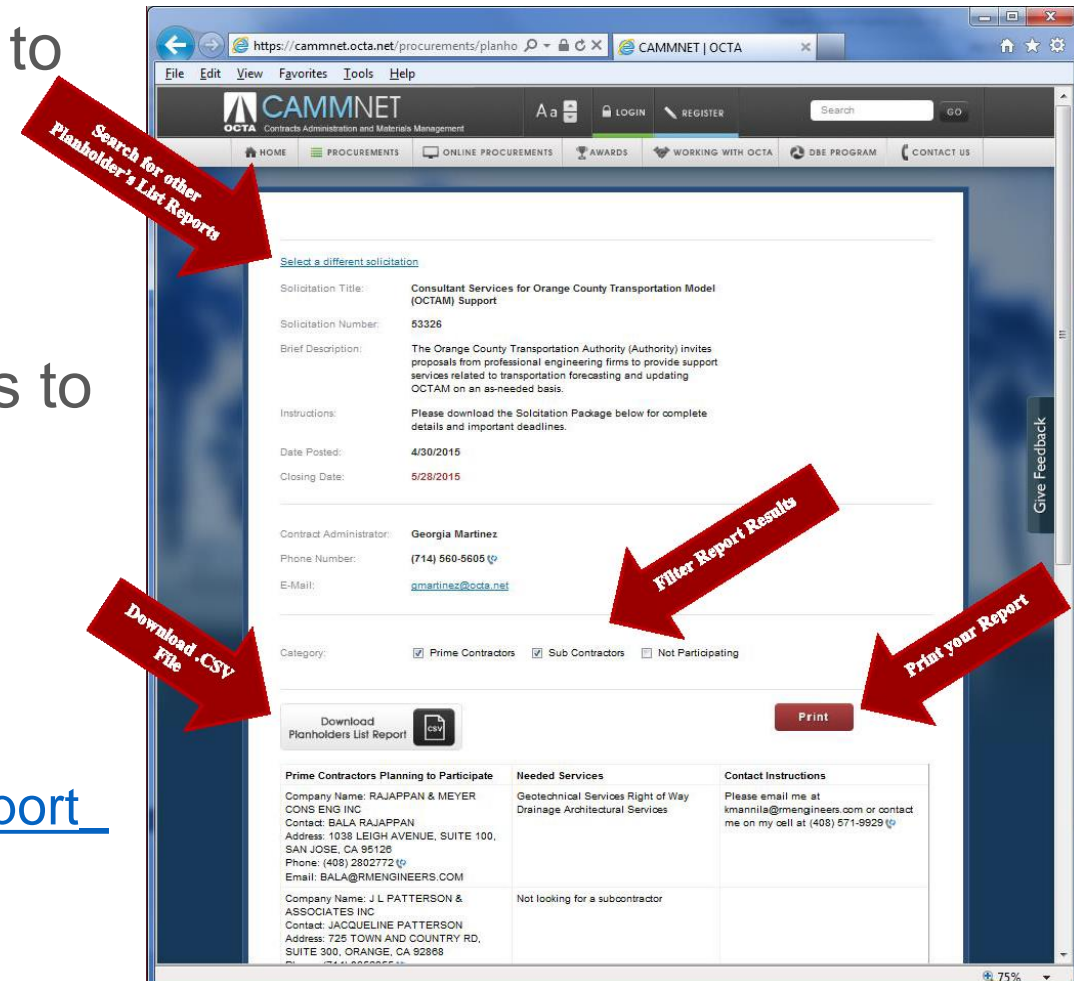 to
s to
port
https://cammnet.octa.net/procurements/planho
CAMMNET | OCTA
File Edit View Favorites Tools Help
CAMMNET
OCTA Contracts Administration and Materials Management
Aa
LOGIN
REGISTER
Search
GO
HOME PROCUREMENTS ONLINE PROCUREMENTS AWARDS WORKING WITH OCTA DBE PROGRAM CONTACT US
Search for other
Planholder's List Reports
Select a different solicitation
Solicitation Title: Consultant Services for Orange County Transportation Model
(OCTAM) Support
Solicitation Number: 53326
Brief Description: The Orange County Transportation Authority (Authority) invites
proposals from professional engineering firms to provide support
services related to transportation forecasting and updating
OCTAM on an as-needed basis.
Instructions: Please download the Solcitation Package below for complete
details and important deadlines.
Date Posted: 4/30/2015
Closing Date: 5/28/2015
Give Feedback
Contract Administrator: Georgia Martinez
Phone Number: (714) 560-5605
E-Mail: gmartinez@octa.net
Filter Report Results
Download .CSV
File
Print your Report
Category: Prime Contractors Sub Contractors Not Participating
Download
Planholders List Report
CSV
Print
Prime Contractors Planning to Participate Needed Services Contact Instructions
Company Name: RAJAPPAN & MEYER
CONS ENG INC
Contact: BALA RAJAPPAN
Address: 1038 LEIGH AVENUE, SUITE 100,
SAN JOSE, CA 95126
Phone: (408) 2802772
Email: BALA@RMENGINEERS.COM
Geotechnical Services Right of Way
Drainage Architectural Services
Please email me at
kmannila@rmengineers.com or contact
me on my cell at (408) 571-9929
Company Name: J L PATTERSON &
ASSOCIATES INC
Contact: JACQUELINE PATTERSON
Address: 725 TOWN AND COUNTRY RD,
SUITE 300, ORANGE, CA 92868
Not looking for a subcontractor
75%